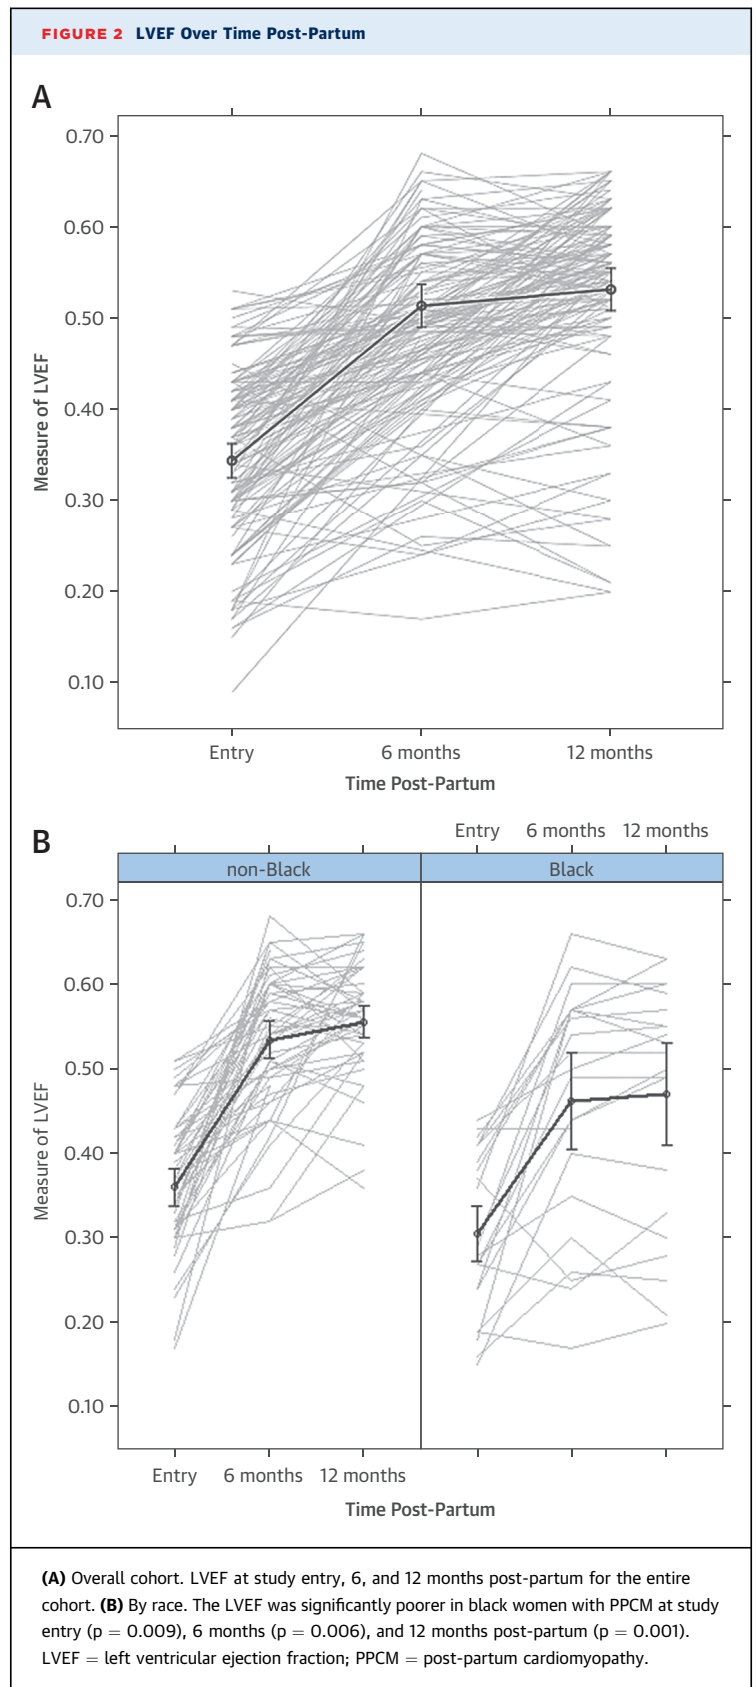 FIGURE 2 LVEF Over Time Post-Partum
A
0.70
0.60
0.50
0.40
0.30
0.20
0.10
Measure of LVEF
Entry 6 months 12 months
Time Post-Partum
B
Entry 6 months 12 months
non-Black Black
0.70
0.60
0.50
0.40
0.30
0.20
0.10
Measure of LVEF
Entry 6 months 12 months
Time Post-Partum
(A) Overall cohort. LVEF at study entry, 6, and 12 months post-partum for the entire
cohort. (B) By race. The LVEF was significantly poorer in black women with PPCM at study
entry (p = 0.009), 6 months (p = 0.006), and 12 months post-partum (p = 0.001).
LVEF = left ventricular ejection fraction; PPCM = post-partum cardiomyopathy.